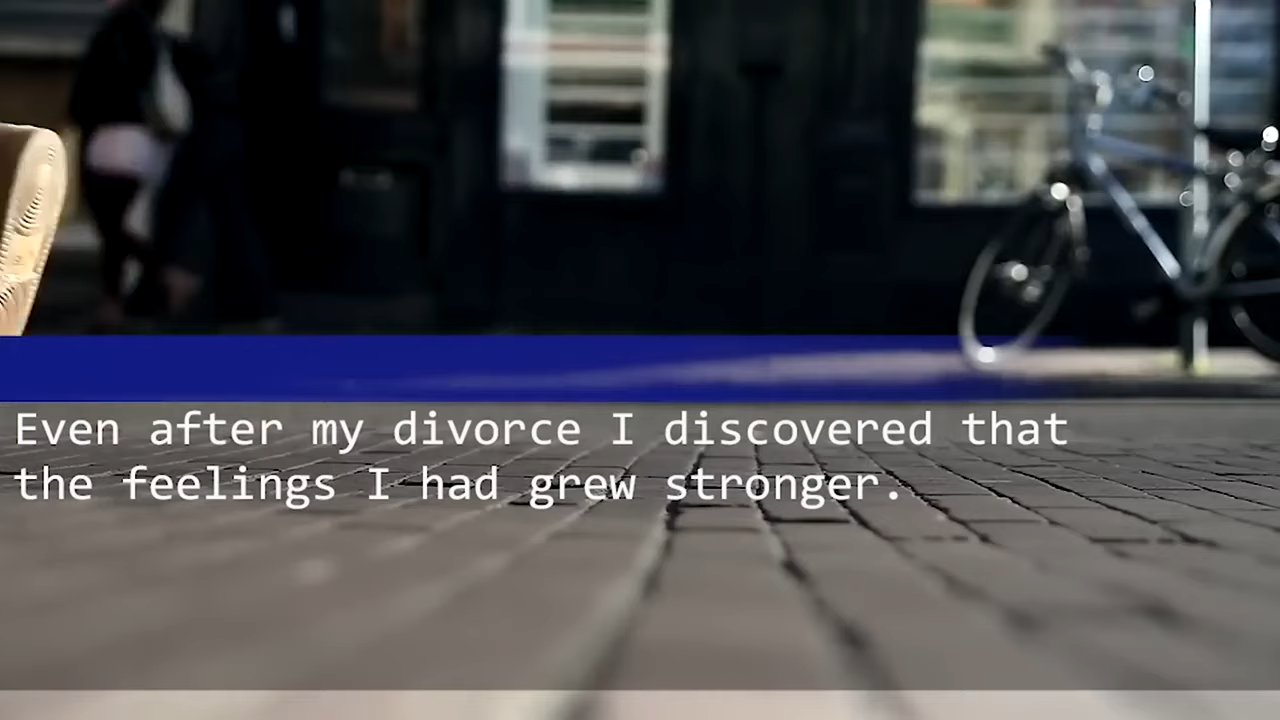 Even after my divorce I discovered that
the feelings I had grew stronger.